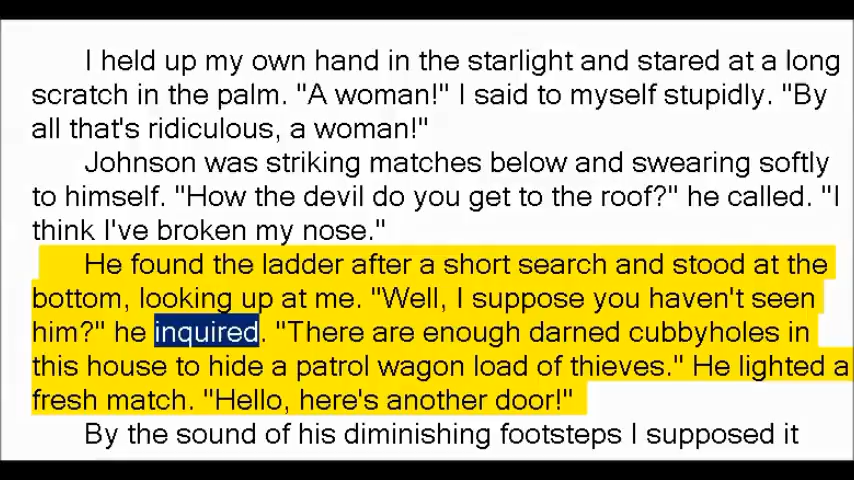 I held up my own hand in the starlight and stared at a long
scratch in the palm. "A woman!" I said to myself stupidly. "By
all that's ridiculous, a woman!"
Johnson was striking matches below and swearing softly
to himself. "How the devil do you get to the roof?" he called. "I
think I've broken my nose."
He found the ladder after a short search and stood at the
bottom, looking up at me. "Well, I suppose you haven't seen
him?" he inquired. "There are enough darned cubbyholes in
this house to hide a patrol wagon load of thieves." He lighted a
fresh match. "Hello, here's another door!"
By the sound of his diminishing footsteps I supposed it